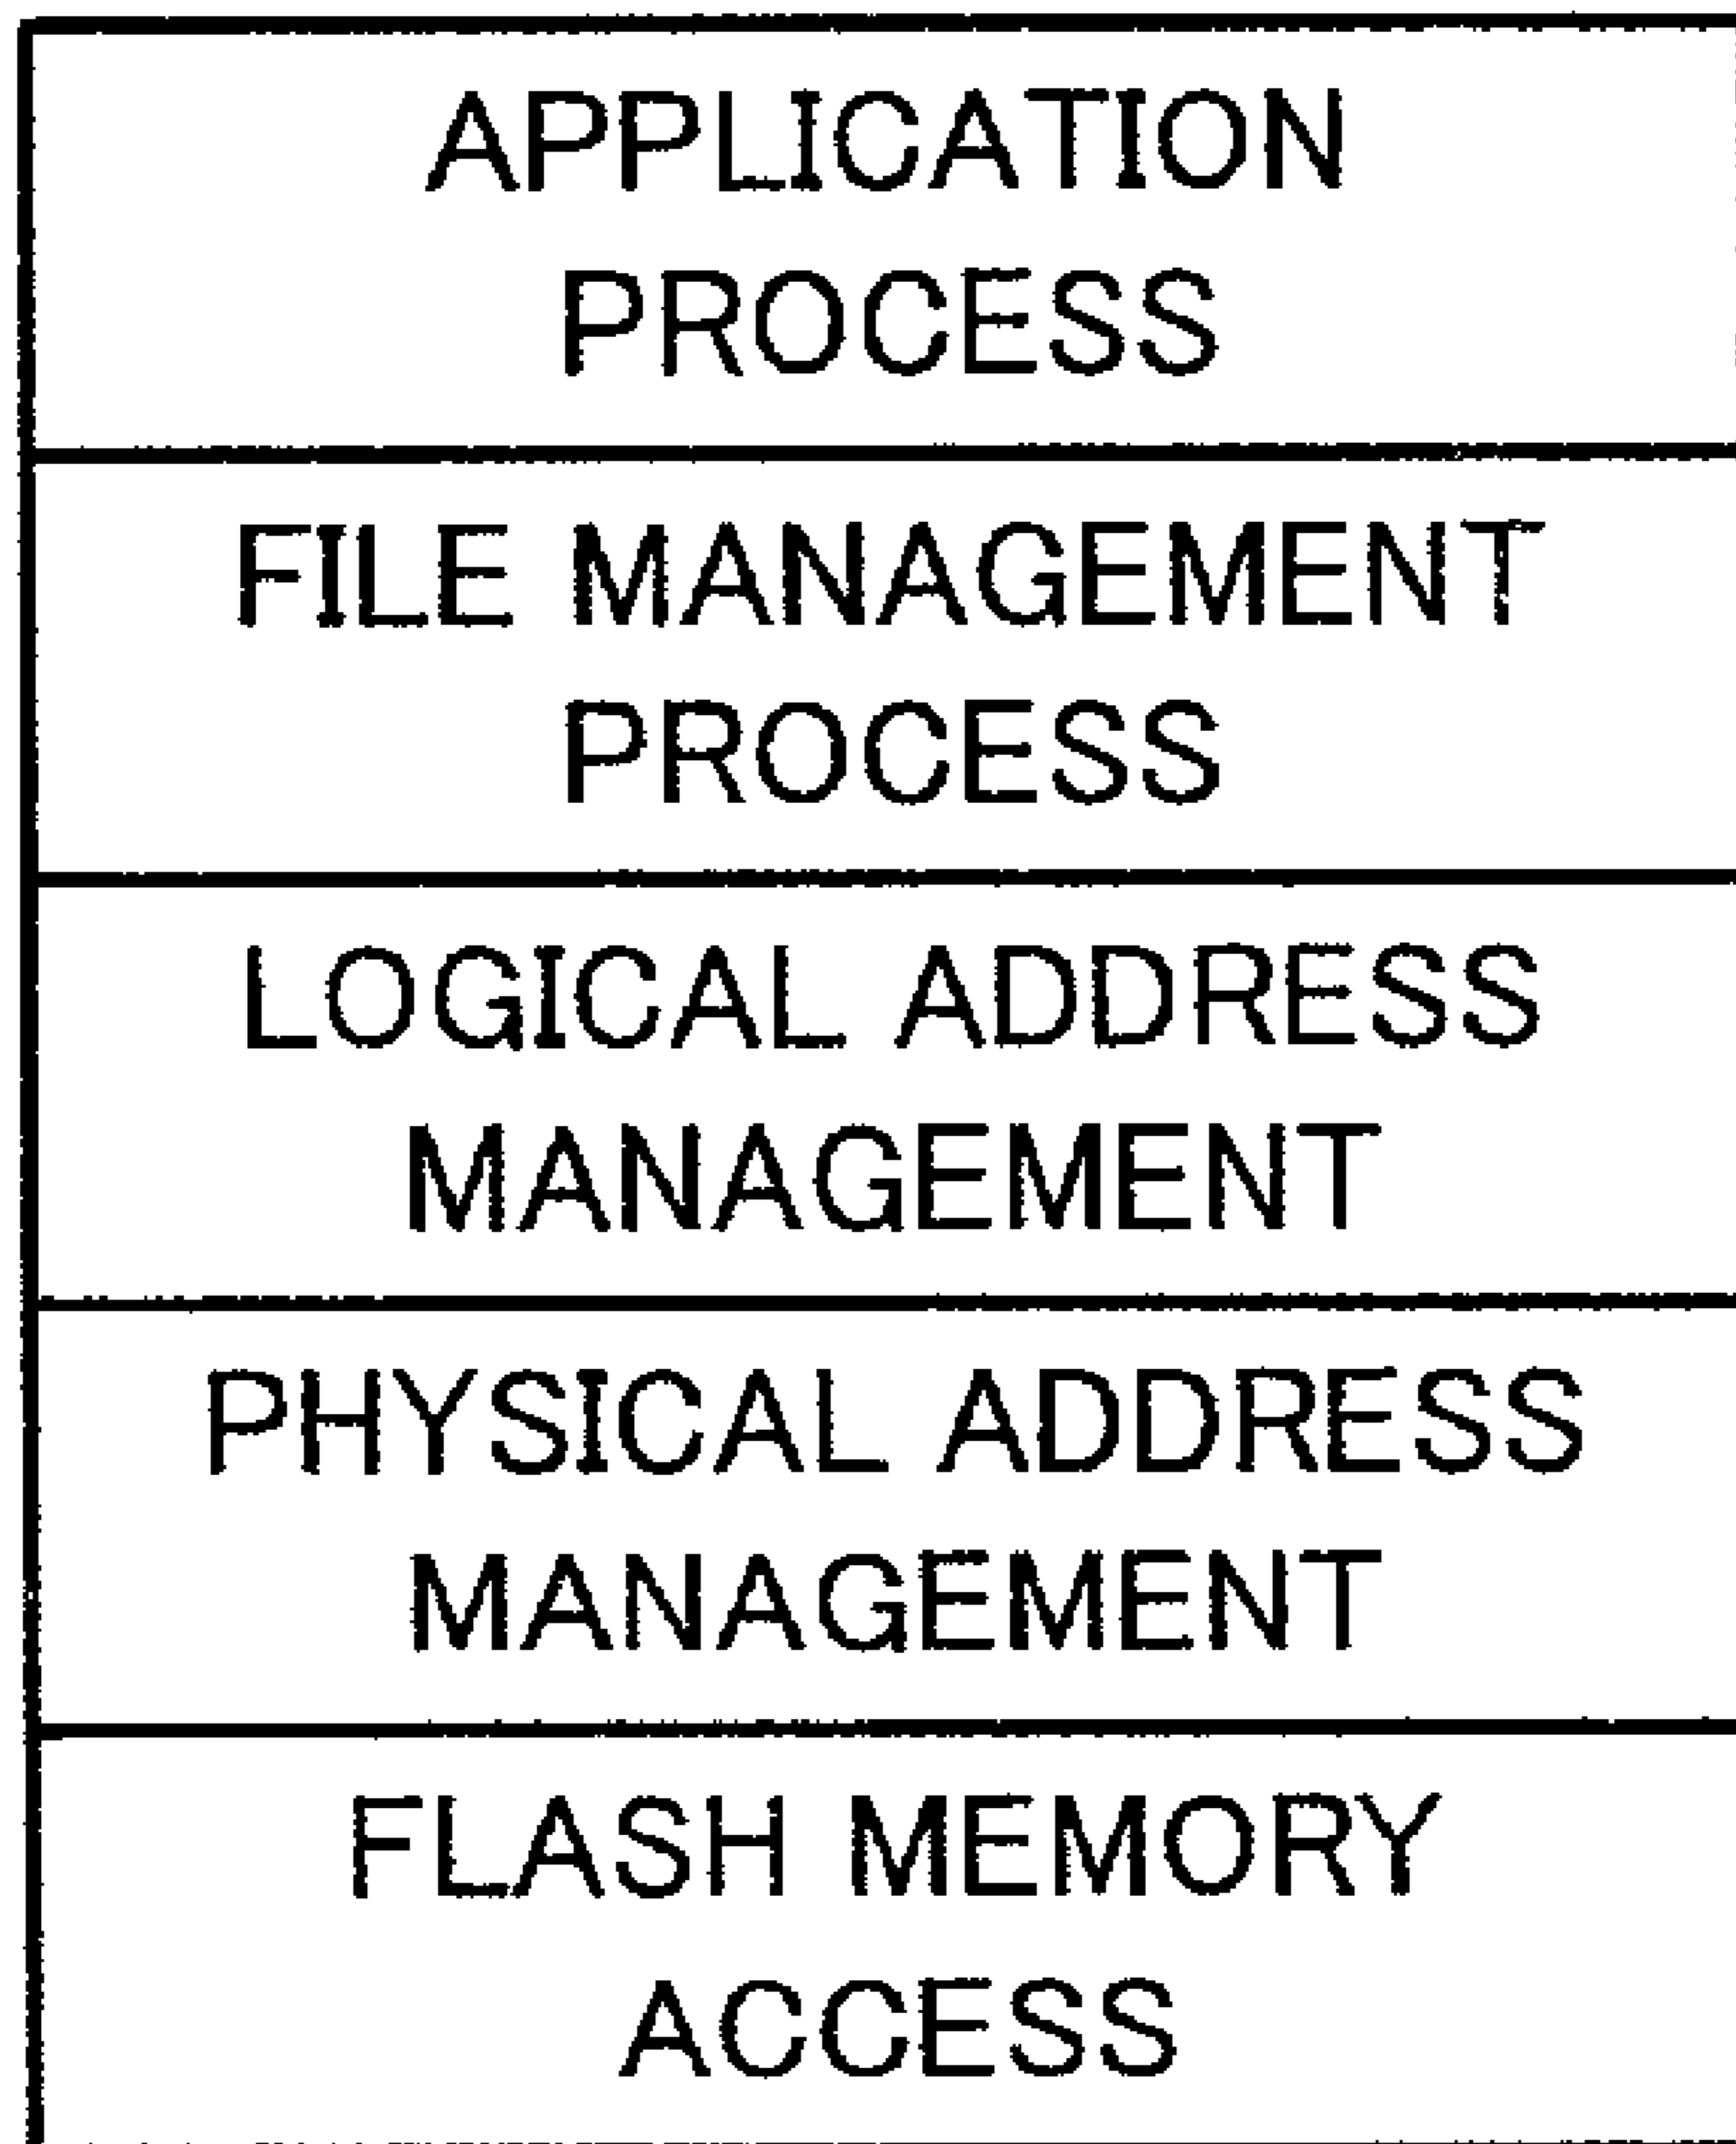 APPLICATION
PROCESS
FILE MANAGEMENT
PROCESS
LOGICAL ADDRESS
MANAGEMENT
PHYSICAL ADDRESS
MANAGEMENT
FLASH MEMORY
ACCESS